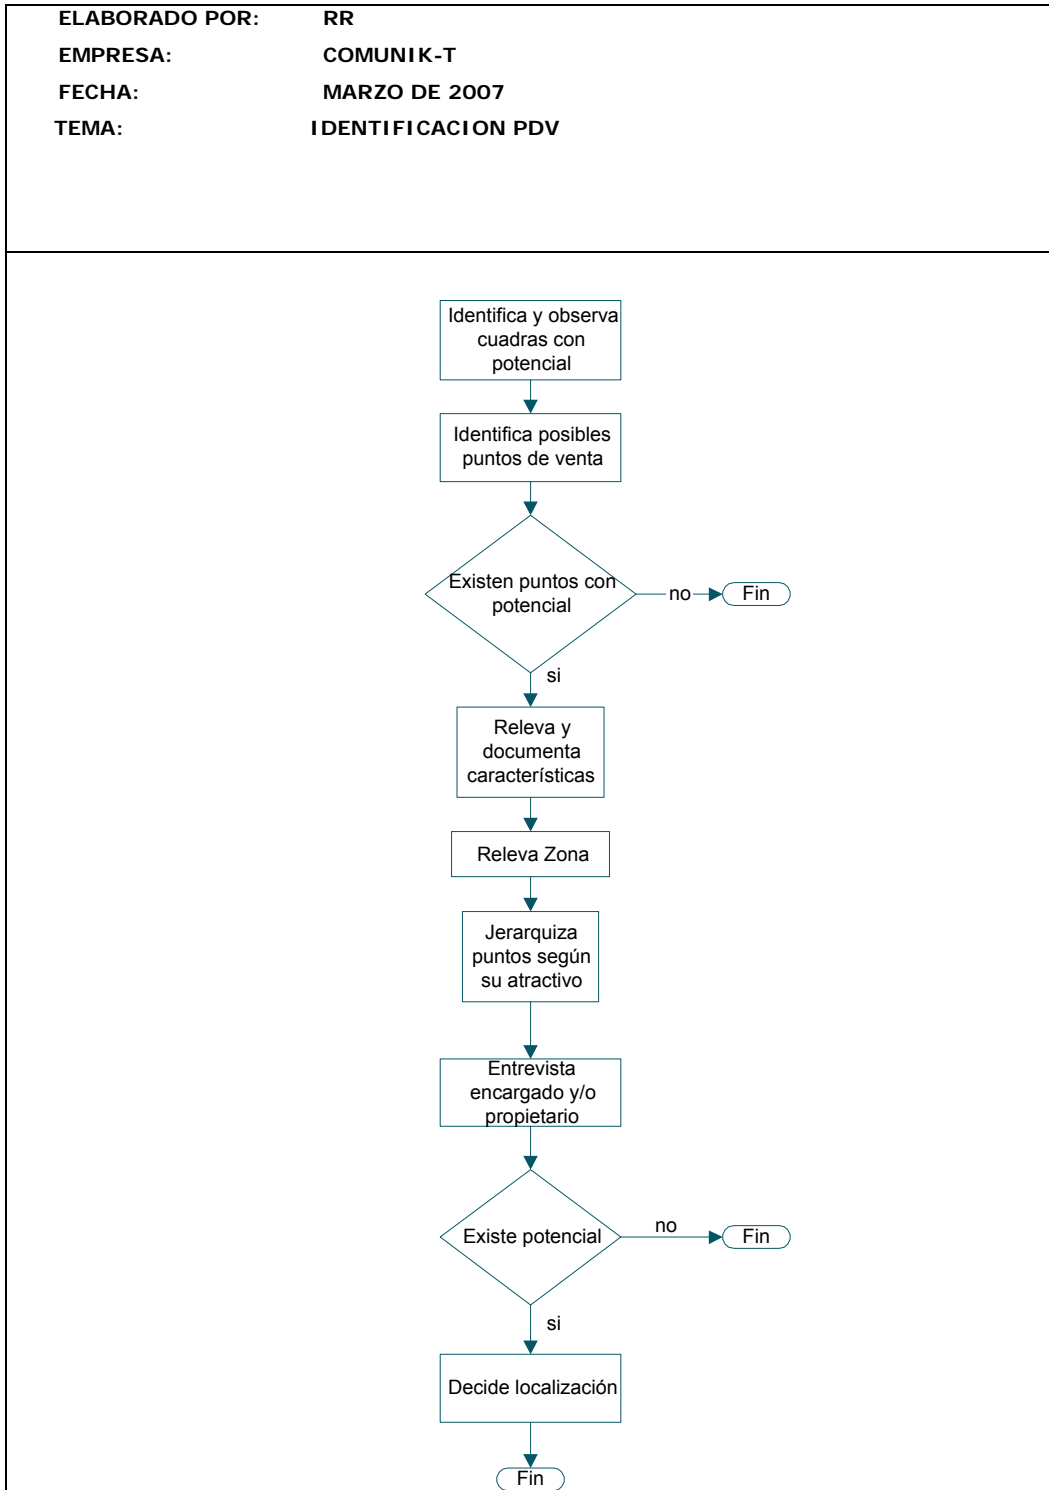 ELABORADO POR: RR
EMPRESA: COMUNIK-T
FECHA: MARZO DE 2007
TEMA: IDENTIFICACION PDV
Identifica y observa
cuadras con
potencial
Identifica posibles
puntos de venta
Existen puntos con
potencial
no
Fin
si
Releva y
documenta
características
Releva Zona
Jerarquiza
puntos según
su atractivo
Entrevista
encargado y/o
propietario
Existe potencial
no
Fin
si
Decide localización
Fin